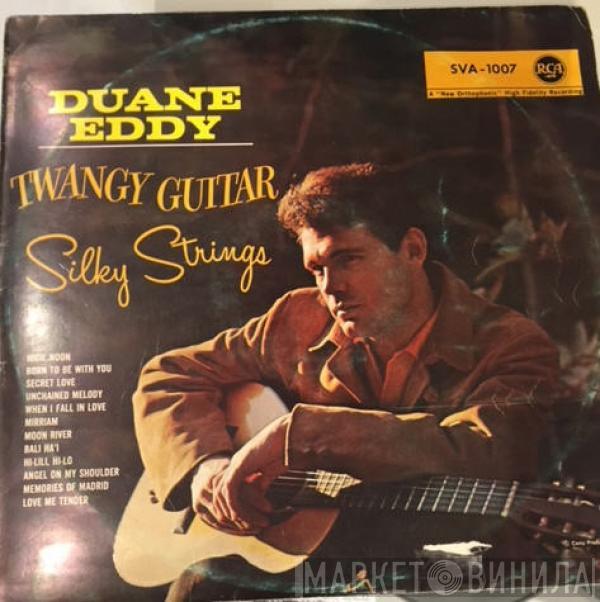 SVA-1007 RCA
A "New Orthophonic" High Fidelity Recording
DUANE
EDDY
TWANGY GUITAR
Silky Strings
HIGH NOON
BORN TO BE WITH YOU
SECRET LOVE
UNCHAINED MELODY
WHEN I FALL IN LOVE
MIRRIAM
MOON RIVER
BALI HA'I
HI-LILL HI-LO
ANGEL ON MY SHOULDER
MEMORIES OF MADRID
LOVE ME TENDER
МАРКЕТ ВИНИЛА